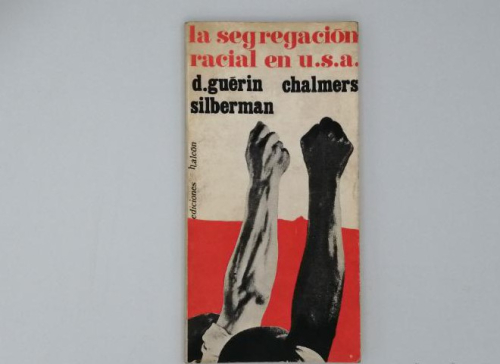 la segregación
racial en u.s.a.
d.guérin chalmers
silberman
ediciones halcón